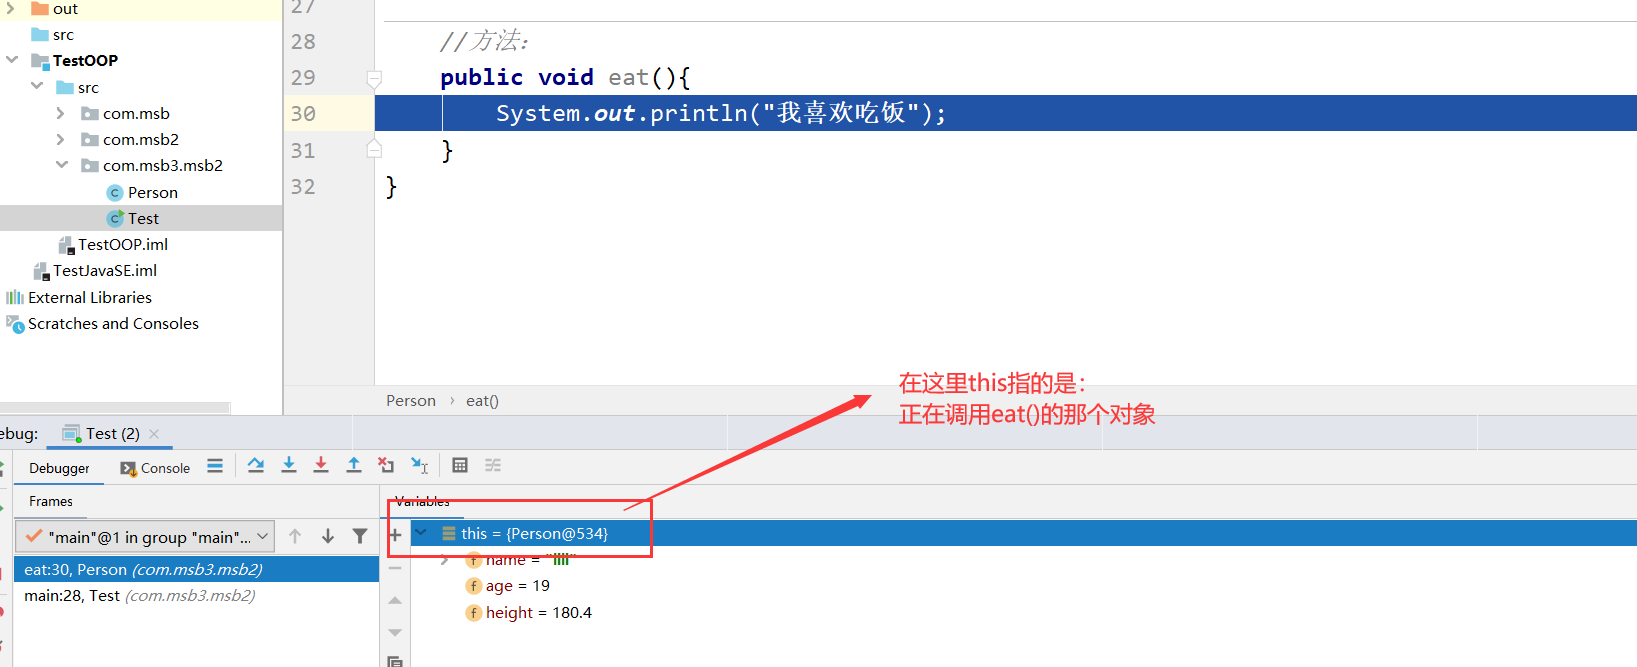 out
src
TestOOP
src
com.msb
com.msb2
com.msb3.msb2
Person
Test
TestOOP.iml
TestJavaSE.iml
External Libraries
Scratches and Consoles
27
28 //方法：
29 public void eat(){
30 System.out.println("我喜欢吃饭");
31 }
32 }
在这里this指的是：
正在调用eat()的那个对象
Person › eat()
ebug: Test (2)
Debugger Console
Frames
Variables
"main"@1 in group "main"...
eat:30, Person (com.msb3.msb2)
main:28, Test (com.msb3.msb2)
this = {Person@534}
name =
age = 19
height = 180.4